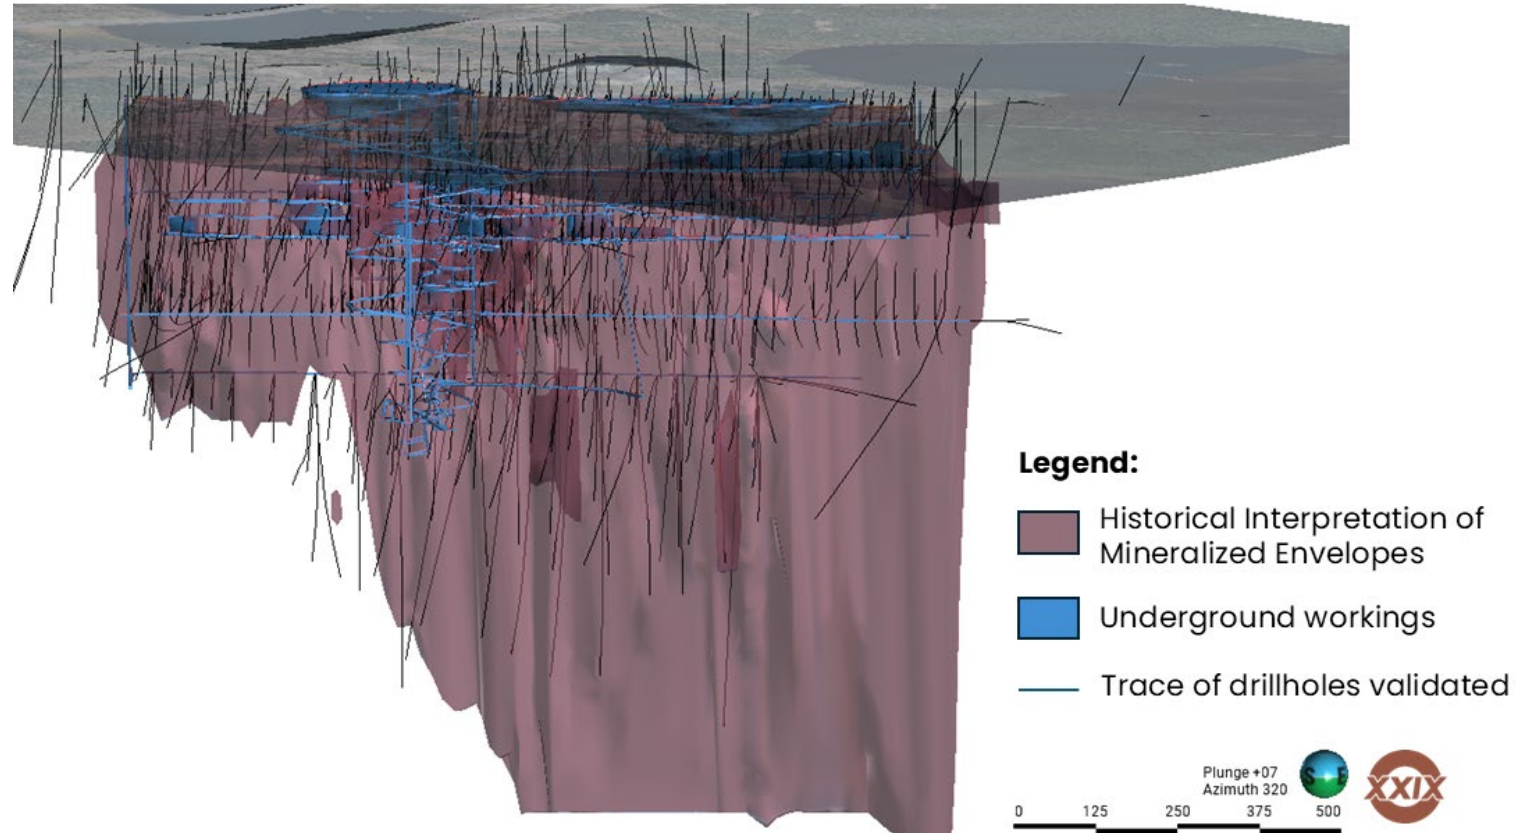 Legend:
Historical Interpretation of
Mineralized Envelopes
Underground workings
Trace of drillholes validated
Plunge +07
Azimuth 320
S E
XXIX
0 125 250 375 500